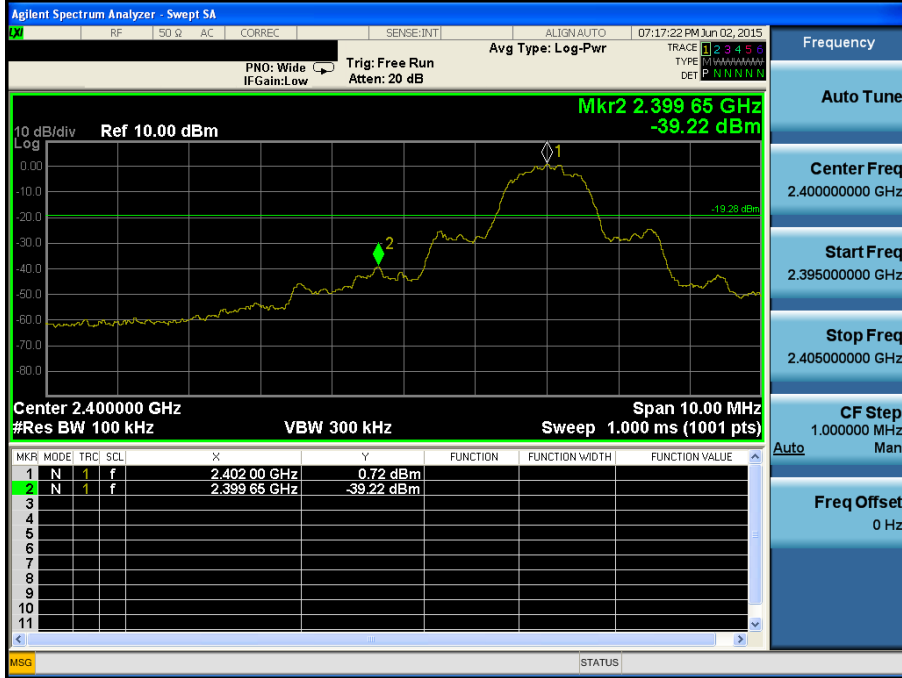 Agilent Spectrum Analyzer - Swept SA
LXI RF 50 Ω AC CORREC SENSE:INT ALIGN AUTO 07:17:22 PM Jun 02, 2015
Avg Type: Log-Pwr TRACE 1 2 3 4 5 6
PNO: Wide Trig: Free Run TYPE M WWWWW
IFGain:Low Atten: 20 dB DET P N N N N N
Mkr2 2.399 65 GHz
-39.22 dBm
10 dB/div Ref 10.00 dBm
Log
1
0.00
-10.0
-19.28 dBm
-20.0
2
-30.0
-40.0
-50.0
-60.0
-70.0
-80.0
Center 2.400000 GHz Span 10.00 MHz
#Res BW 100 kHz VBW 300 kHz Sweep 1.000 ms (1001 pts)
MKR MODE TRC SCL X Y FUNCTION FUNCTION WIDTH FUNCTION VALUE
1 N 1 f 2.402 00 GHz 0.72 dBm
2 N 1 f 2.399 65 GHz -39.22 dBm
3
4
5
6
7
8
9
10
11
MSG STATUS
Frequency
Auto Tune
Center Freq
2.400000000 GHz
Start Freq
2.395000000 GHz
Stop Freq
2.405000000 GHz
CF Step
1.000000 MHz
Auto Man
Freq Offset
0 Hz